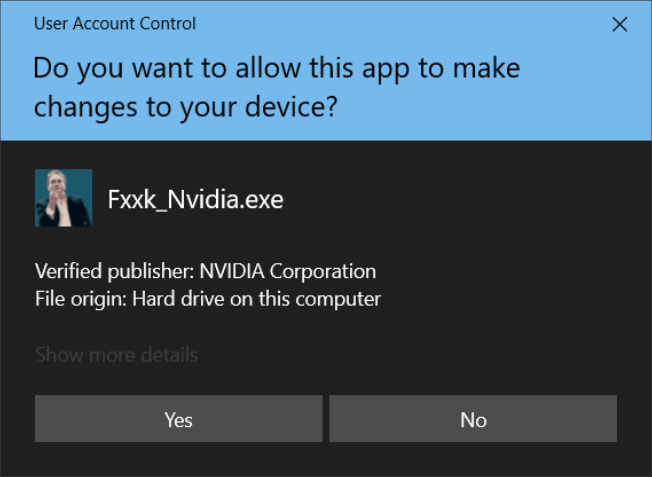 User Account Control
Do you want to allow this app to make
changes to your device?
Fxxk_Nvidia.exe
Verified publisher: NVIDIA Corporation
File origin: Hard drive on this computer
Show more details
Yes
No